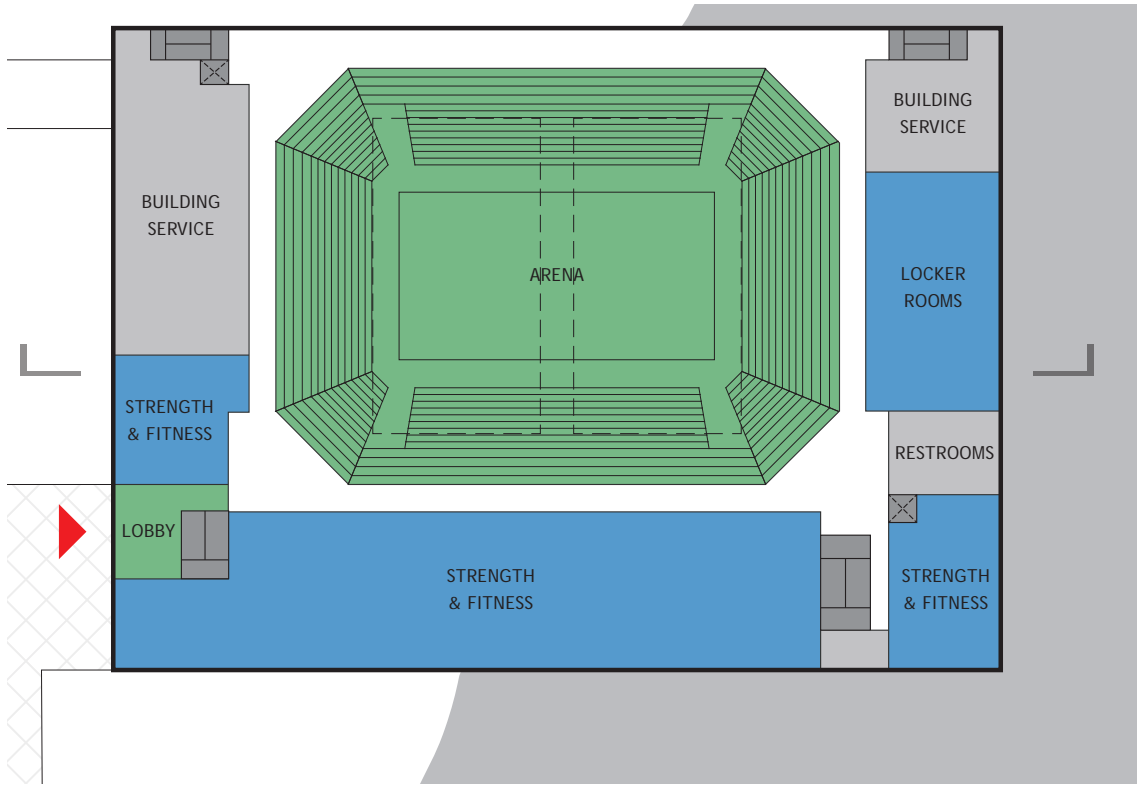 BUILDING
SERVICE
BUILDING
SERVICE
ARENA
LOCKER
ROOMS
STRENGTH
& FITNESS
RESTROOMS
LOBBY
STRENGTH
& FITNESS
STRENGTH
& FITNESS